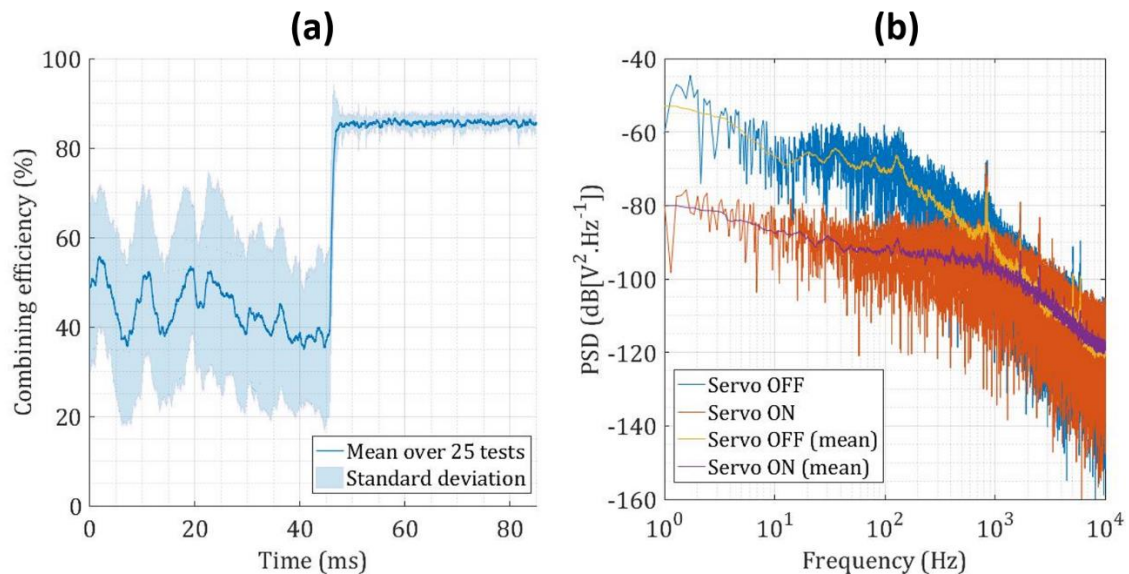 (a)
100
80
60
40
20
0
0
20
40
60
80
Combining efficiency (%)
Time (ms)
Mean over 25 tests
Standard deviation
(b)
-40
-60
-80
-100
-120
-140
-160
10⁰
10¹
10²
10³
10⁴
PSD (dB[V².Hz⁻¹])
Frequency (Hz)
Servo OFF
Servo ON
Servo OFF (mean)
Servo ON (mean)